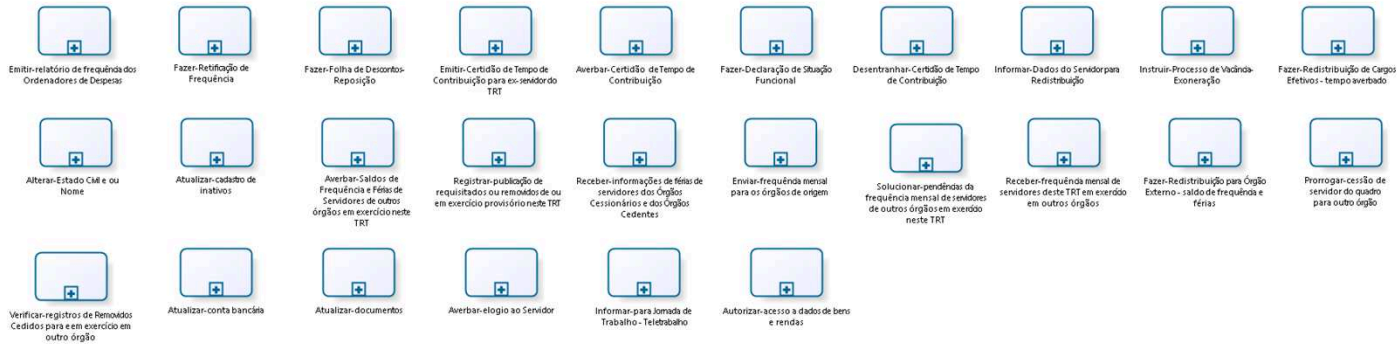 Emitir-relatório de frequência dos
Ordenadores de Despesas
Fazer-Retificação de
Frequência
Fazer-Folha de Descontos-
Reposição
Emitir-Certidão de Tempo de
Contribuição para ex-servidor do
TRT
Averbar-Certidão de Tempo de
Contribuição
Fazer-Declaração de Situação
Funcional
Desentranhar-Certidão de Tempo
de Contribuição
Informar-Dados do Servidor para
Redistribuição
Instruir-Processo de Vacância-
Exoneração
Fazer-Redistribuição de Cargos
Efetivos - tempo averbado
Alterar-Estado Civil e ou
Nome
Atualizar-cadastro de
inativos
Averbar-Saldos de
Frequência e Férias de
Servidores de outros
órgãos em exercício neste
TRT
Registrar-publicação de
requisitados ou removidos de ou
em exercício provisório neste TRT
Receber-informações de férias de
servidores dos Órgãos
Cessionários e dos Órgãos
Cedentes
Enviar-frequência mensal
para os órgãos de origem
Solucionar-pendências da
frequência mensal de servidores
de outros órgãos em exercício
neste TRT
Receber-frequência mensal de
servidores deste TRT em exercício
em outros órgãos
Fazer-Redistribuição para Órgão
Externo - saldo de frequência e
férias
Prorrogar-cessão de
servidor do quadro
para outro órgão
Verificar-registros de Removidos
Cedidos para e em exercício em
outro órgão
Atualizar-conta bancária
Atualizar-documentos
Averbar-elogio ao Servidor
Informar-para Jornada de
Trabalho - Teletrabalho
Autorizar-acesso a dados de bens
e rendas